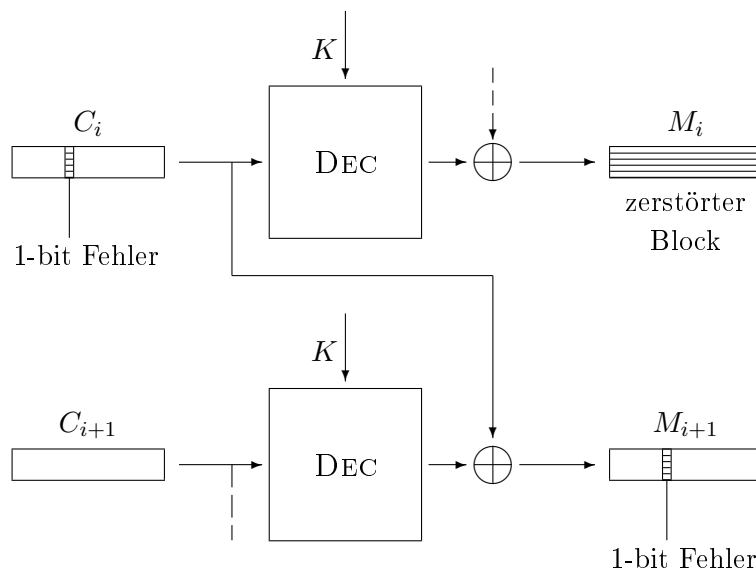 K
C_i
DEC
M_i
1-bit Fehler
zerstörter
Block
K
C_{i+1}
DEC
M_{i+1}
1-bit Fehler